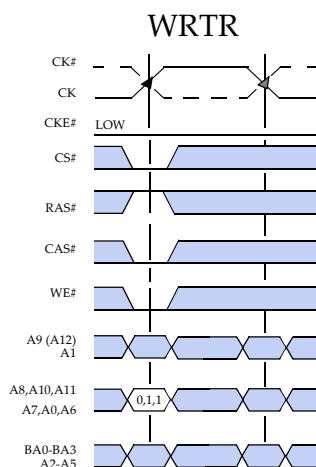 WRTR
CK#
CK
CKE# LOW
CS#
RAS#
CAS#
WE#
A9 (A12)
A1
A8,A10,A11
A7,A0,A6
0,1,1
BA0-BA3
A2-A5